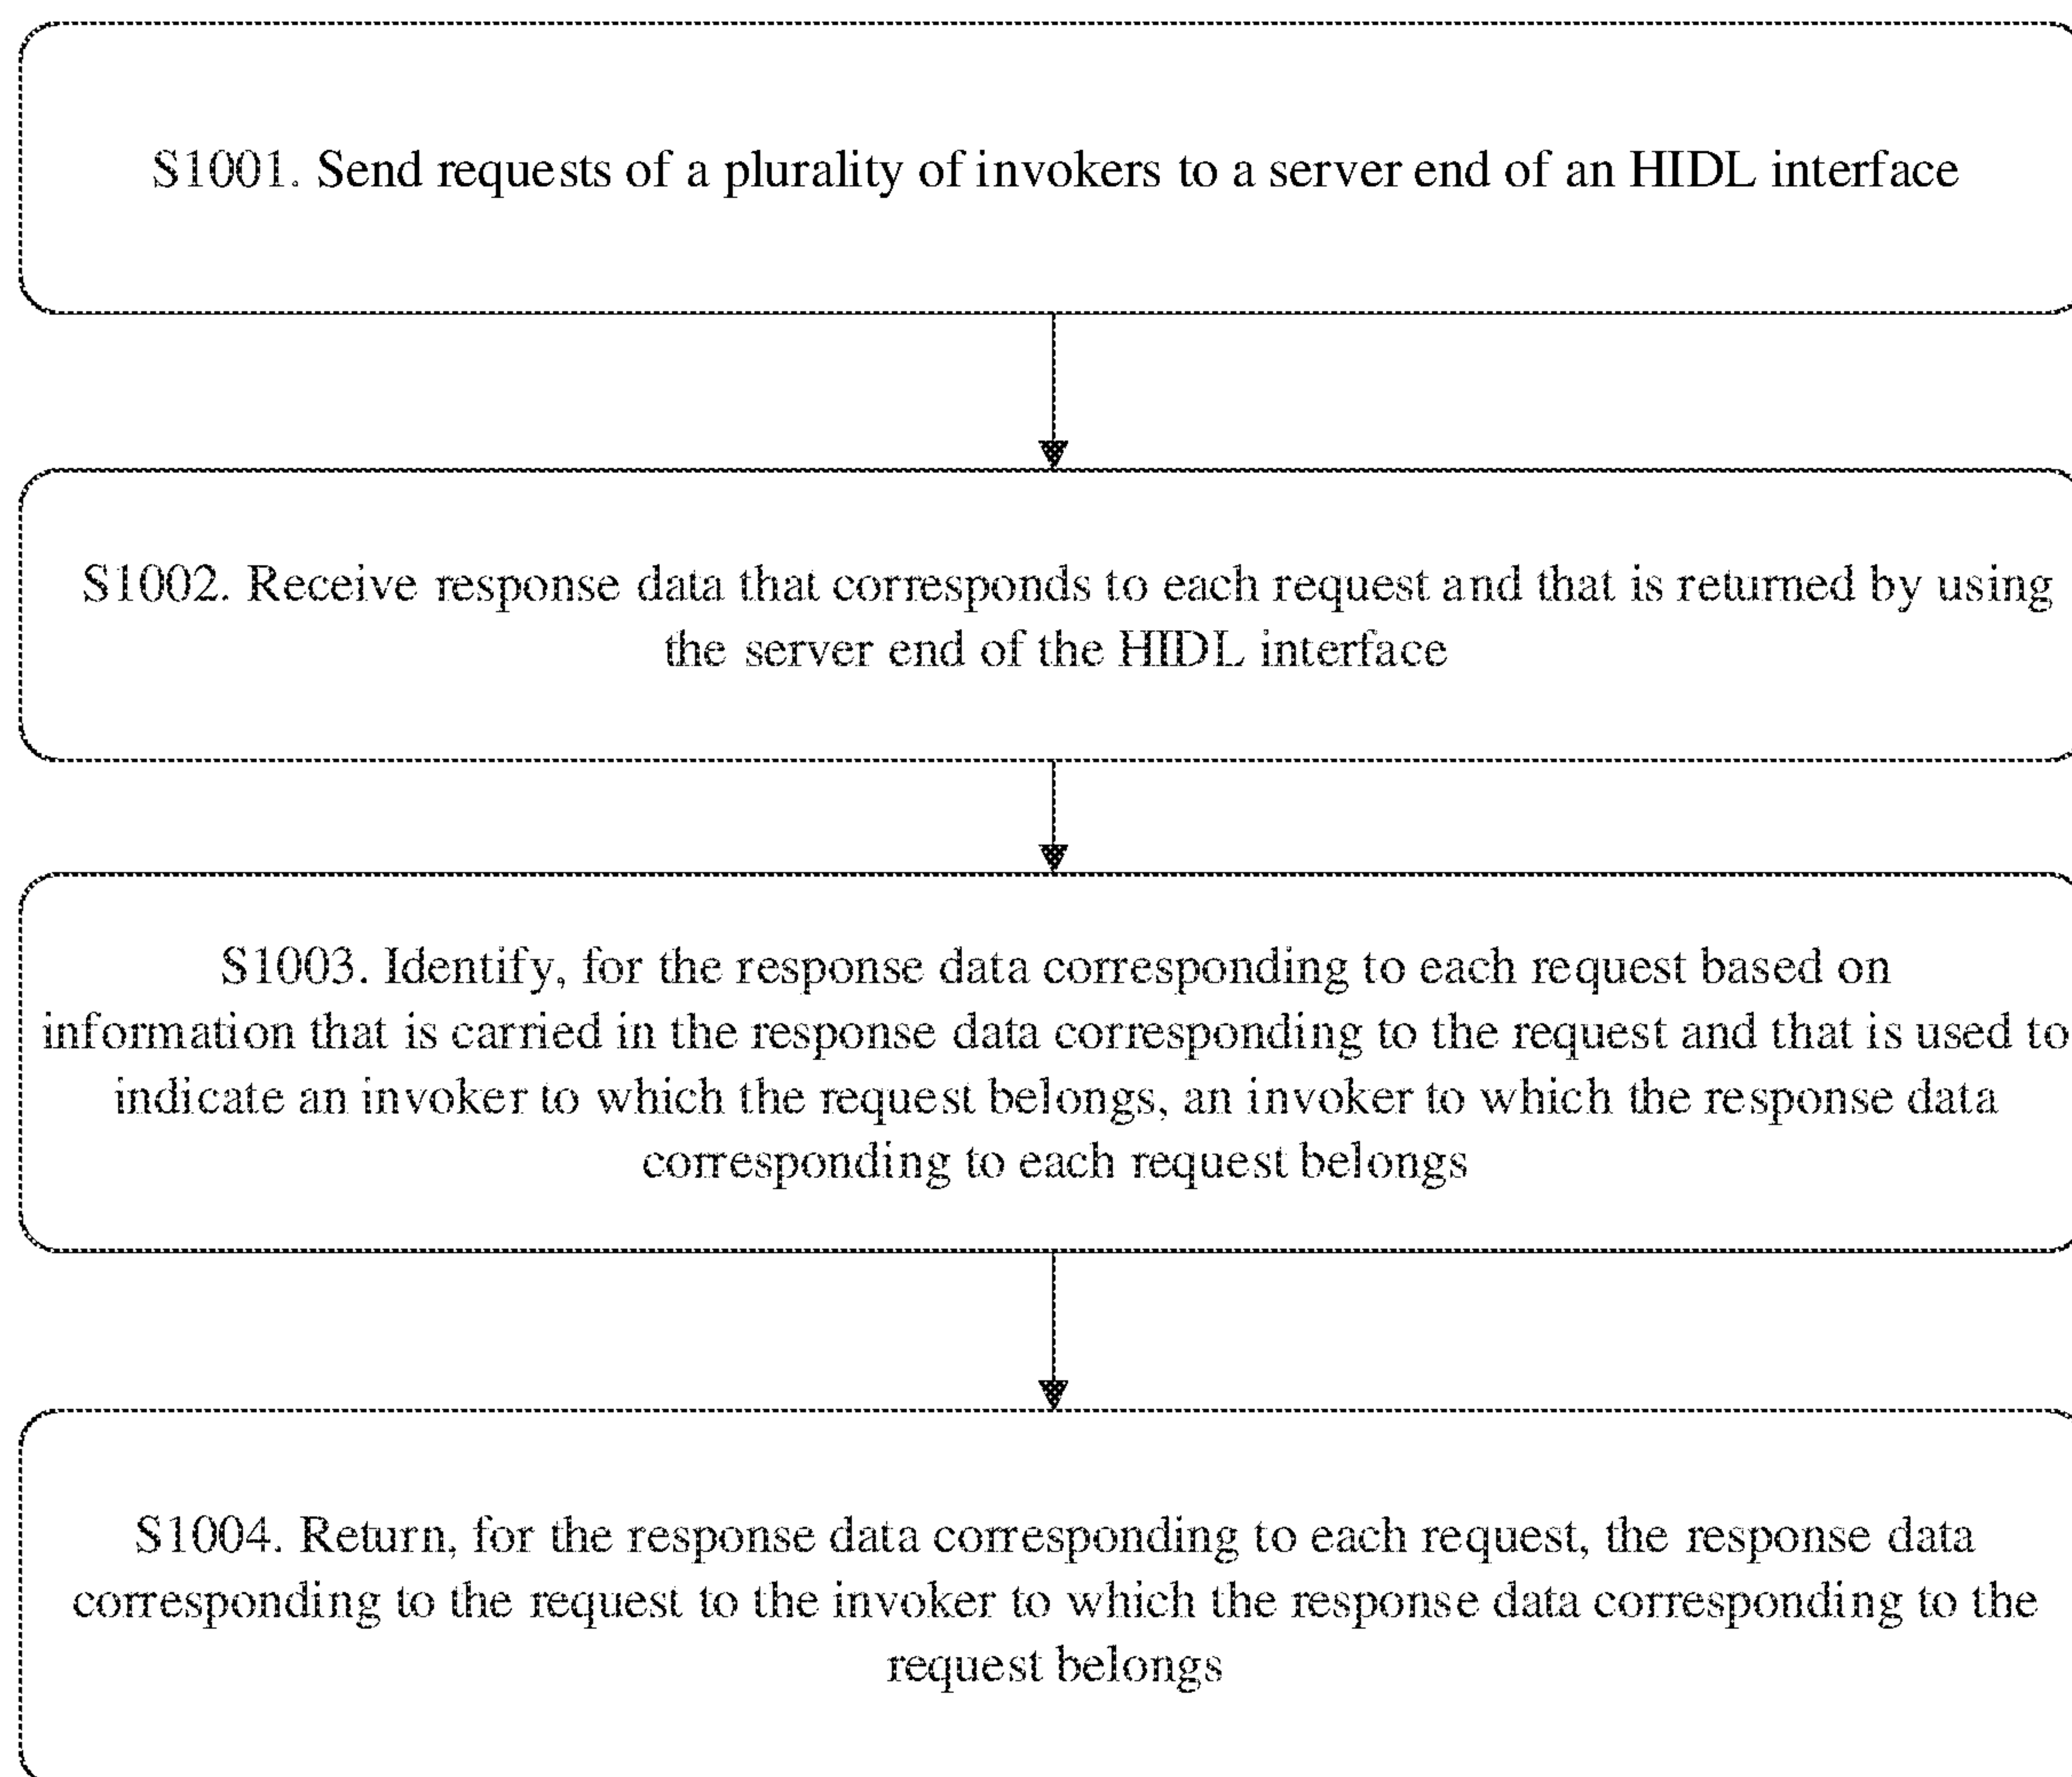 S1001. Send requests of a plurality of invokers to a server end of an HIDL interface
S1002. Receive response data that corresponds to each request and that is returned by using
the server end of the HIDL interface
S1003. Identify, for the response data corresponding to each request based on
information that is carried in the response data corresponding to the request and that is used to
indicate an invoker to which the request belongs, an invoker to which the response data
corresponding to each request belongs
S1004. Return, for the response data corresponding to each request, the response data
corresponding to the request to the invoker to which the response data corresponding to the
request belongs